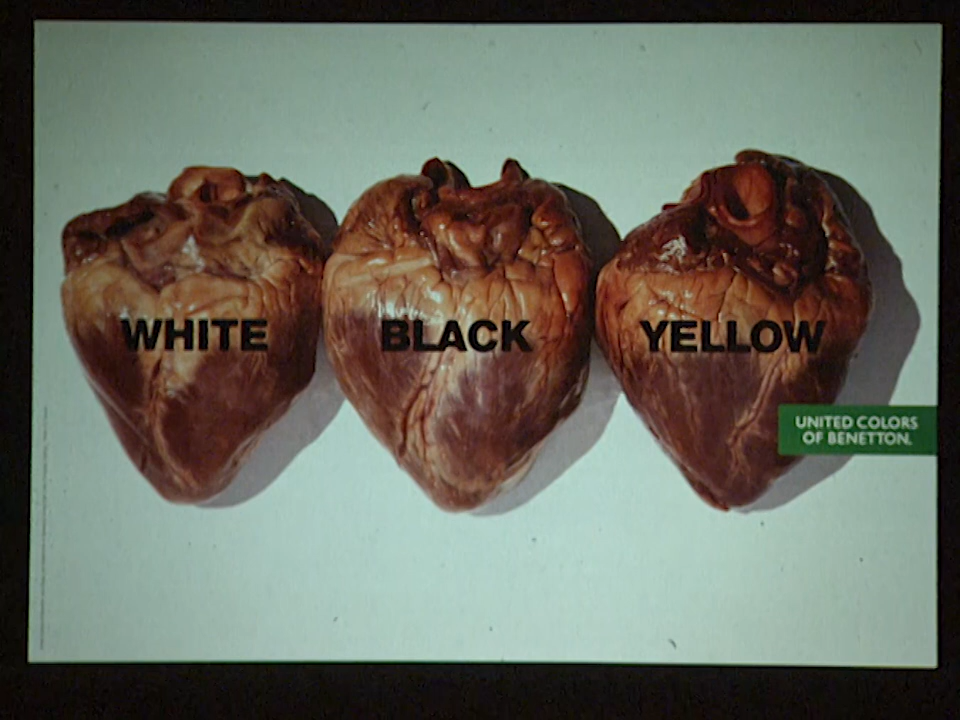 WHITE
BLACK
YELLOW
UNITED COLORS
OF BENETTON.